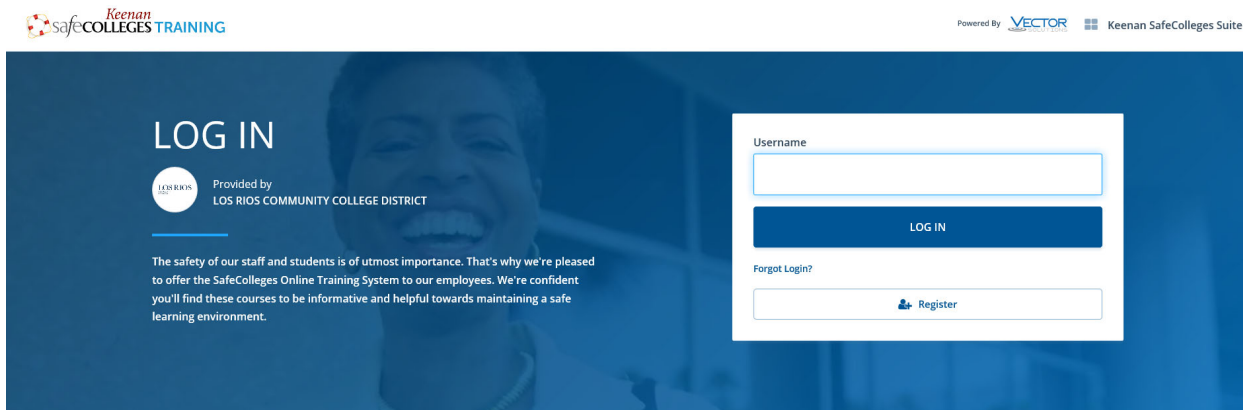 Keenan
safeCOLLEGES TRAINING
Powered By VECTOR SOLUTIONS
Keenan SafeColleges Suite
LOG IN
LOS RIOS
Provided by
LOS RIOS COMMUNITY COLLEGE DISTRICT
The safety of our staff and students is of utmost importance. That's why we're pleased
to offer the SafeColleges Online Training System to our employees. We're confident
you'll find these courses to be informative and helpful towards maintaining a safe
learning environment.
Username
LOG IN
Forgot Login?
Register